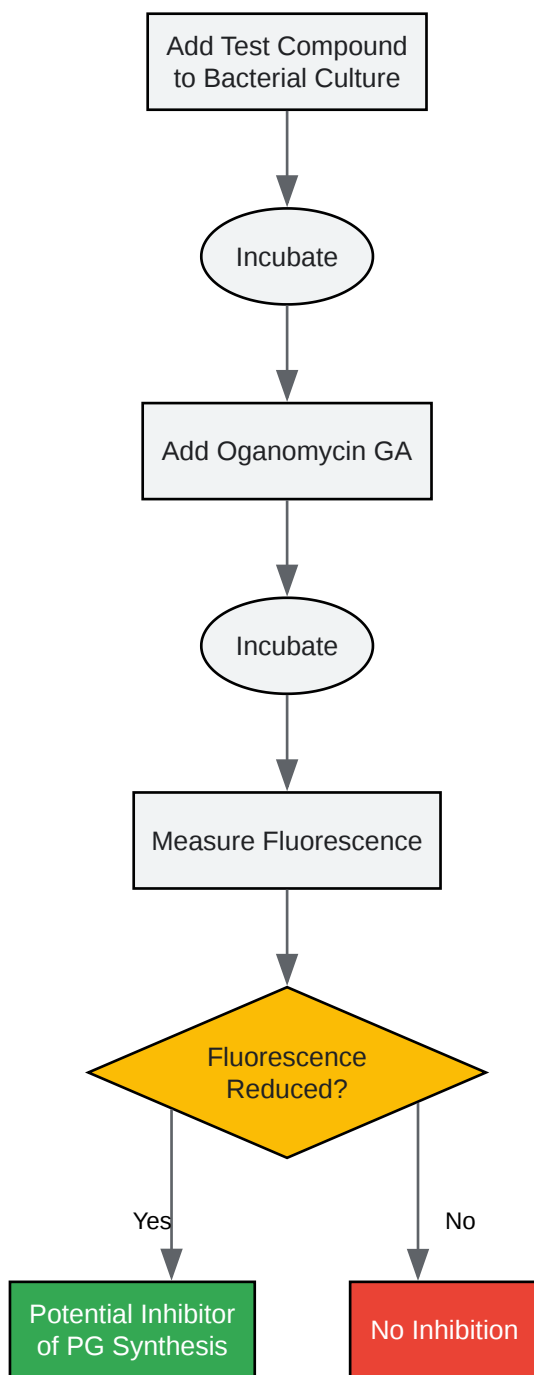 Add Test Compound
to Bacterial Culture
Incubate
Add Oganomycin GA
Incubate
Measure Fluorescence
Fluorescence
Reduced?
Yes
No
Potential Inhibitor
of PG Synthesis
No Inhibition